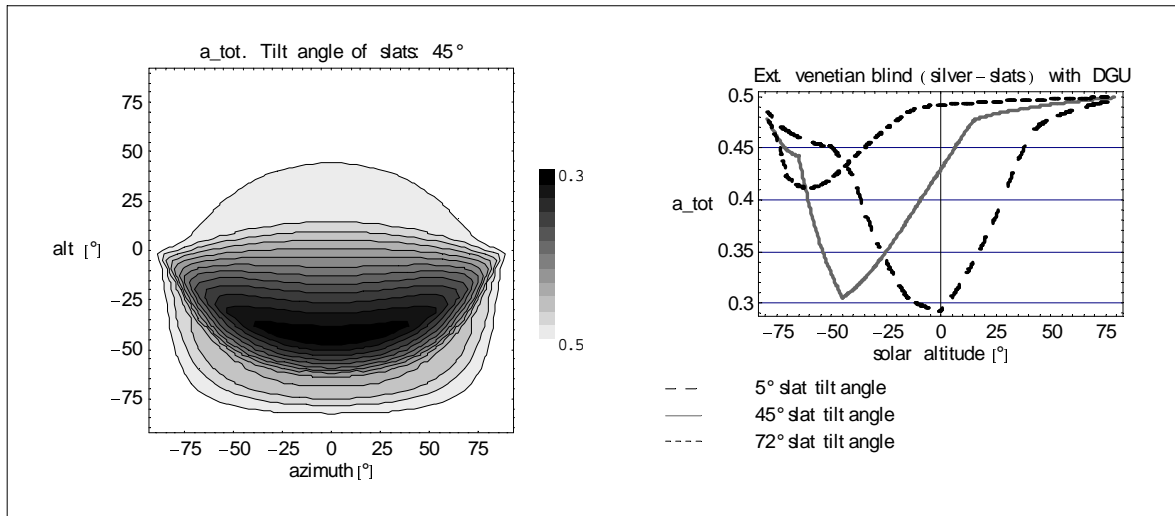 a_tot. Tilt angle of slats: 45°
75
50
25
0
−25
−50
−75
alt [°]
−75 −50 −25 0 25 50 75
azimuth [°]
0.3
0.5
Ext. venetian blind (silver−slats) with DGU
0.5
0.45
0.4
0.35
0.3
a_tot
−75 −50 −25 0 25 50 75
solar altitude [°]
5° slat tilt angle
45° slat tilt angle
72° slat tilt angle